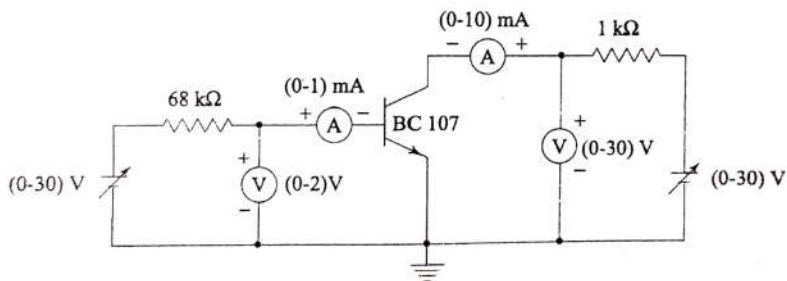 (0-10) mA
1 kΩ
− A +
(0-1) mA
68 kΩ
+ A −
BC 107
(0-30) V
+
V (0-2)V
−
+
V (0-30) V
−
(0-30) V